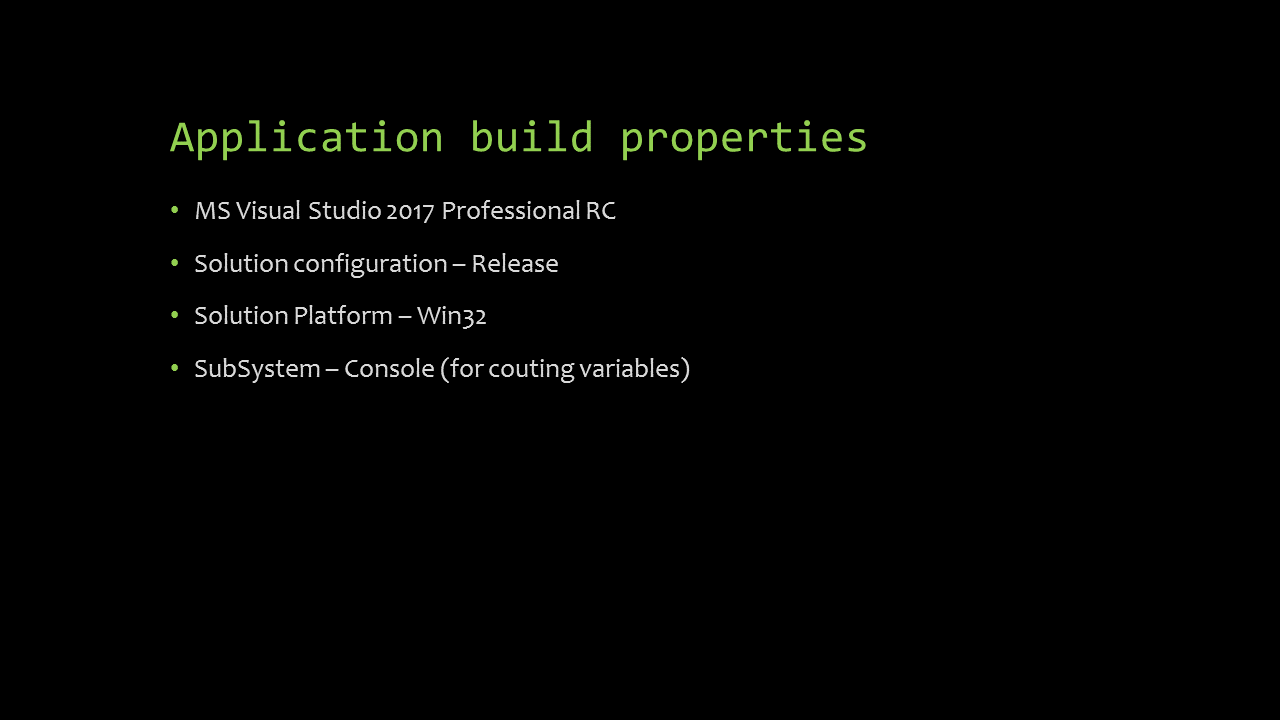 Application build properties
• MS Visual Studio 2017 Professional RC
• Solution configuration – Release
• Solution Platform – Win32
• SubSystem – Console (for couting variables)